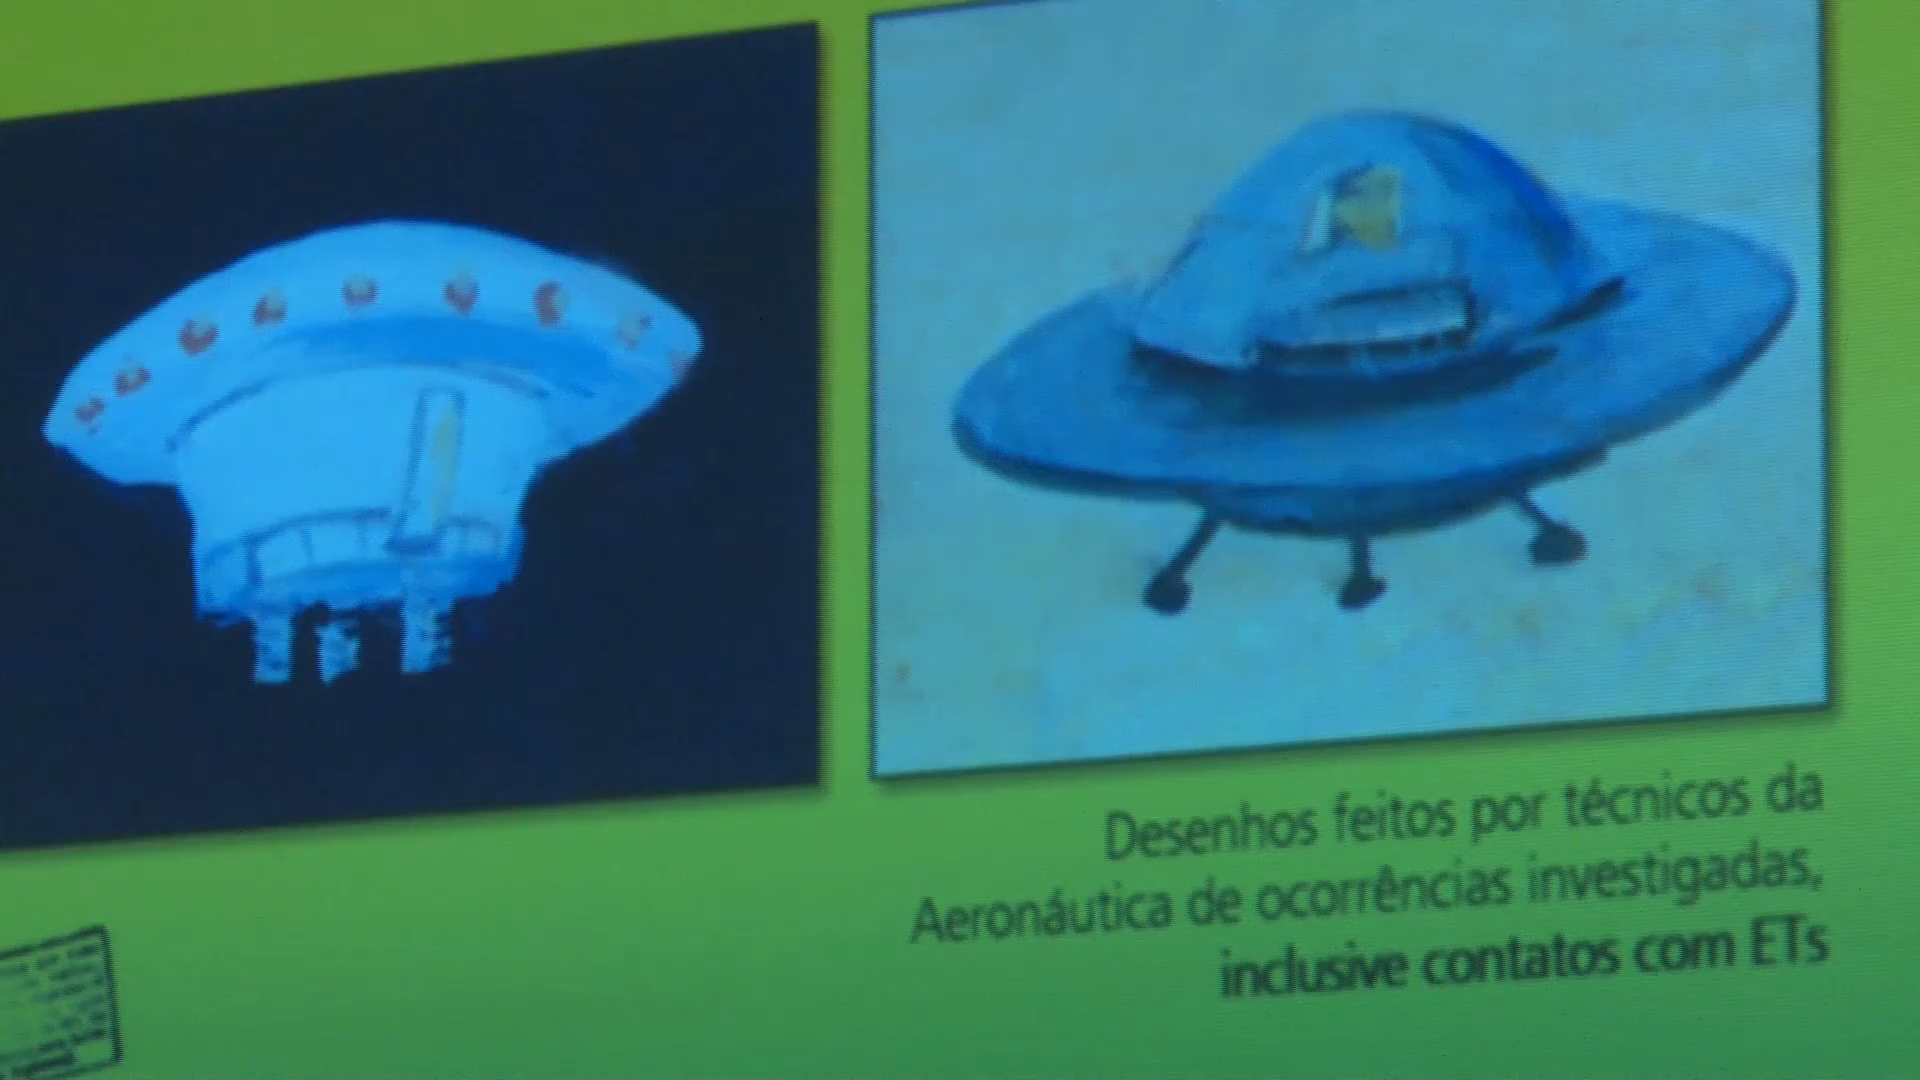 Desenhos feitos por técnicos da
Aeronáutica de ocorrências investigadas,
inclusive contatos com ETs